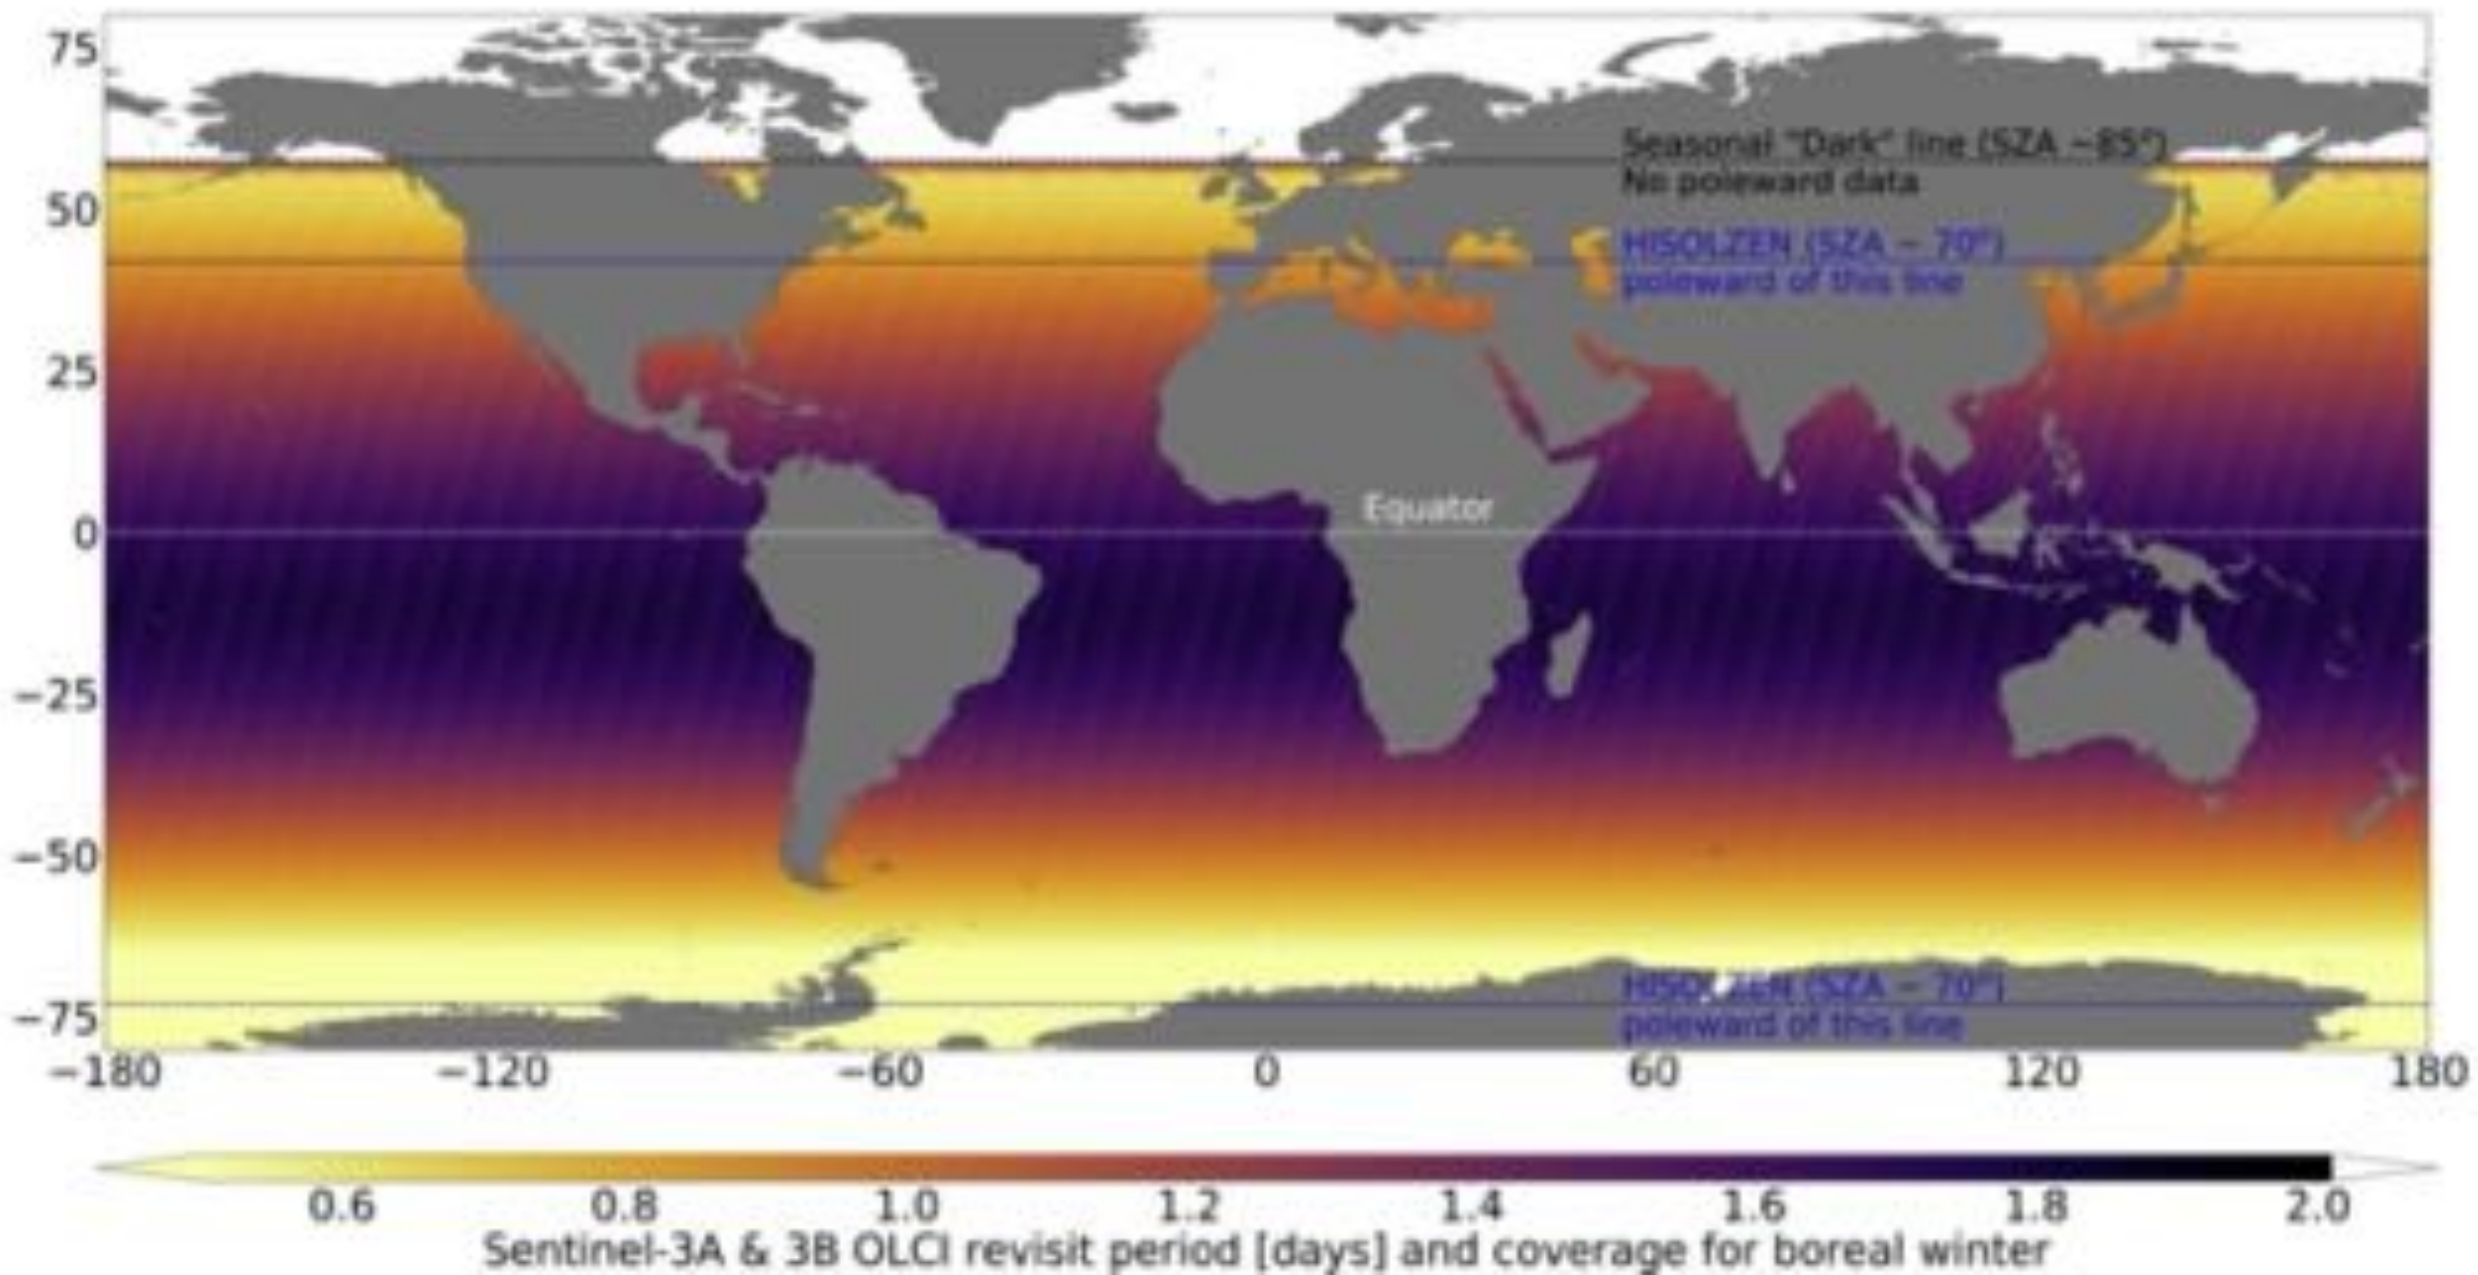 75
50
25
0
−25
−50
−75
Seasonal "Dark" line (SZA ~85°)
No poleward data
HISOLZEN (SZA ~ 70°)
poleward of this line
Equator
HISOLZEN (SZA ~ 70°)
poleward of this line
−180 −120 −60 0 60 120 180
0.6 0.8 1.0 1.2 1.4 1.6 1.8 2.0
Sentinel-3A & 3B OLCI revisit period [days] and coverage for boreal winter